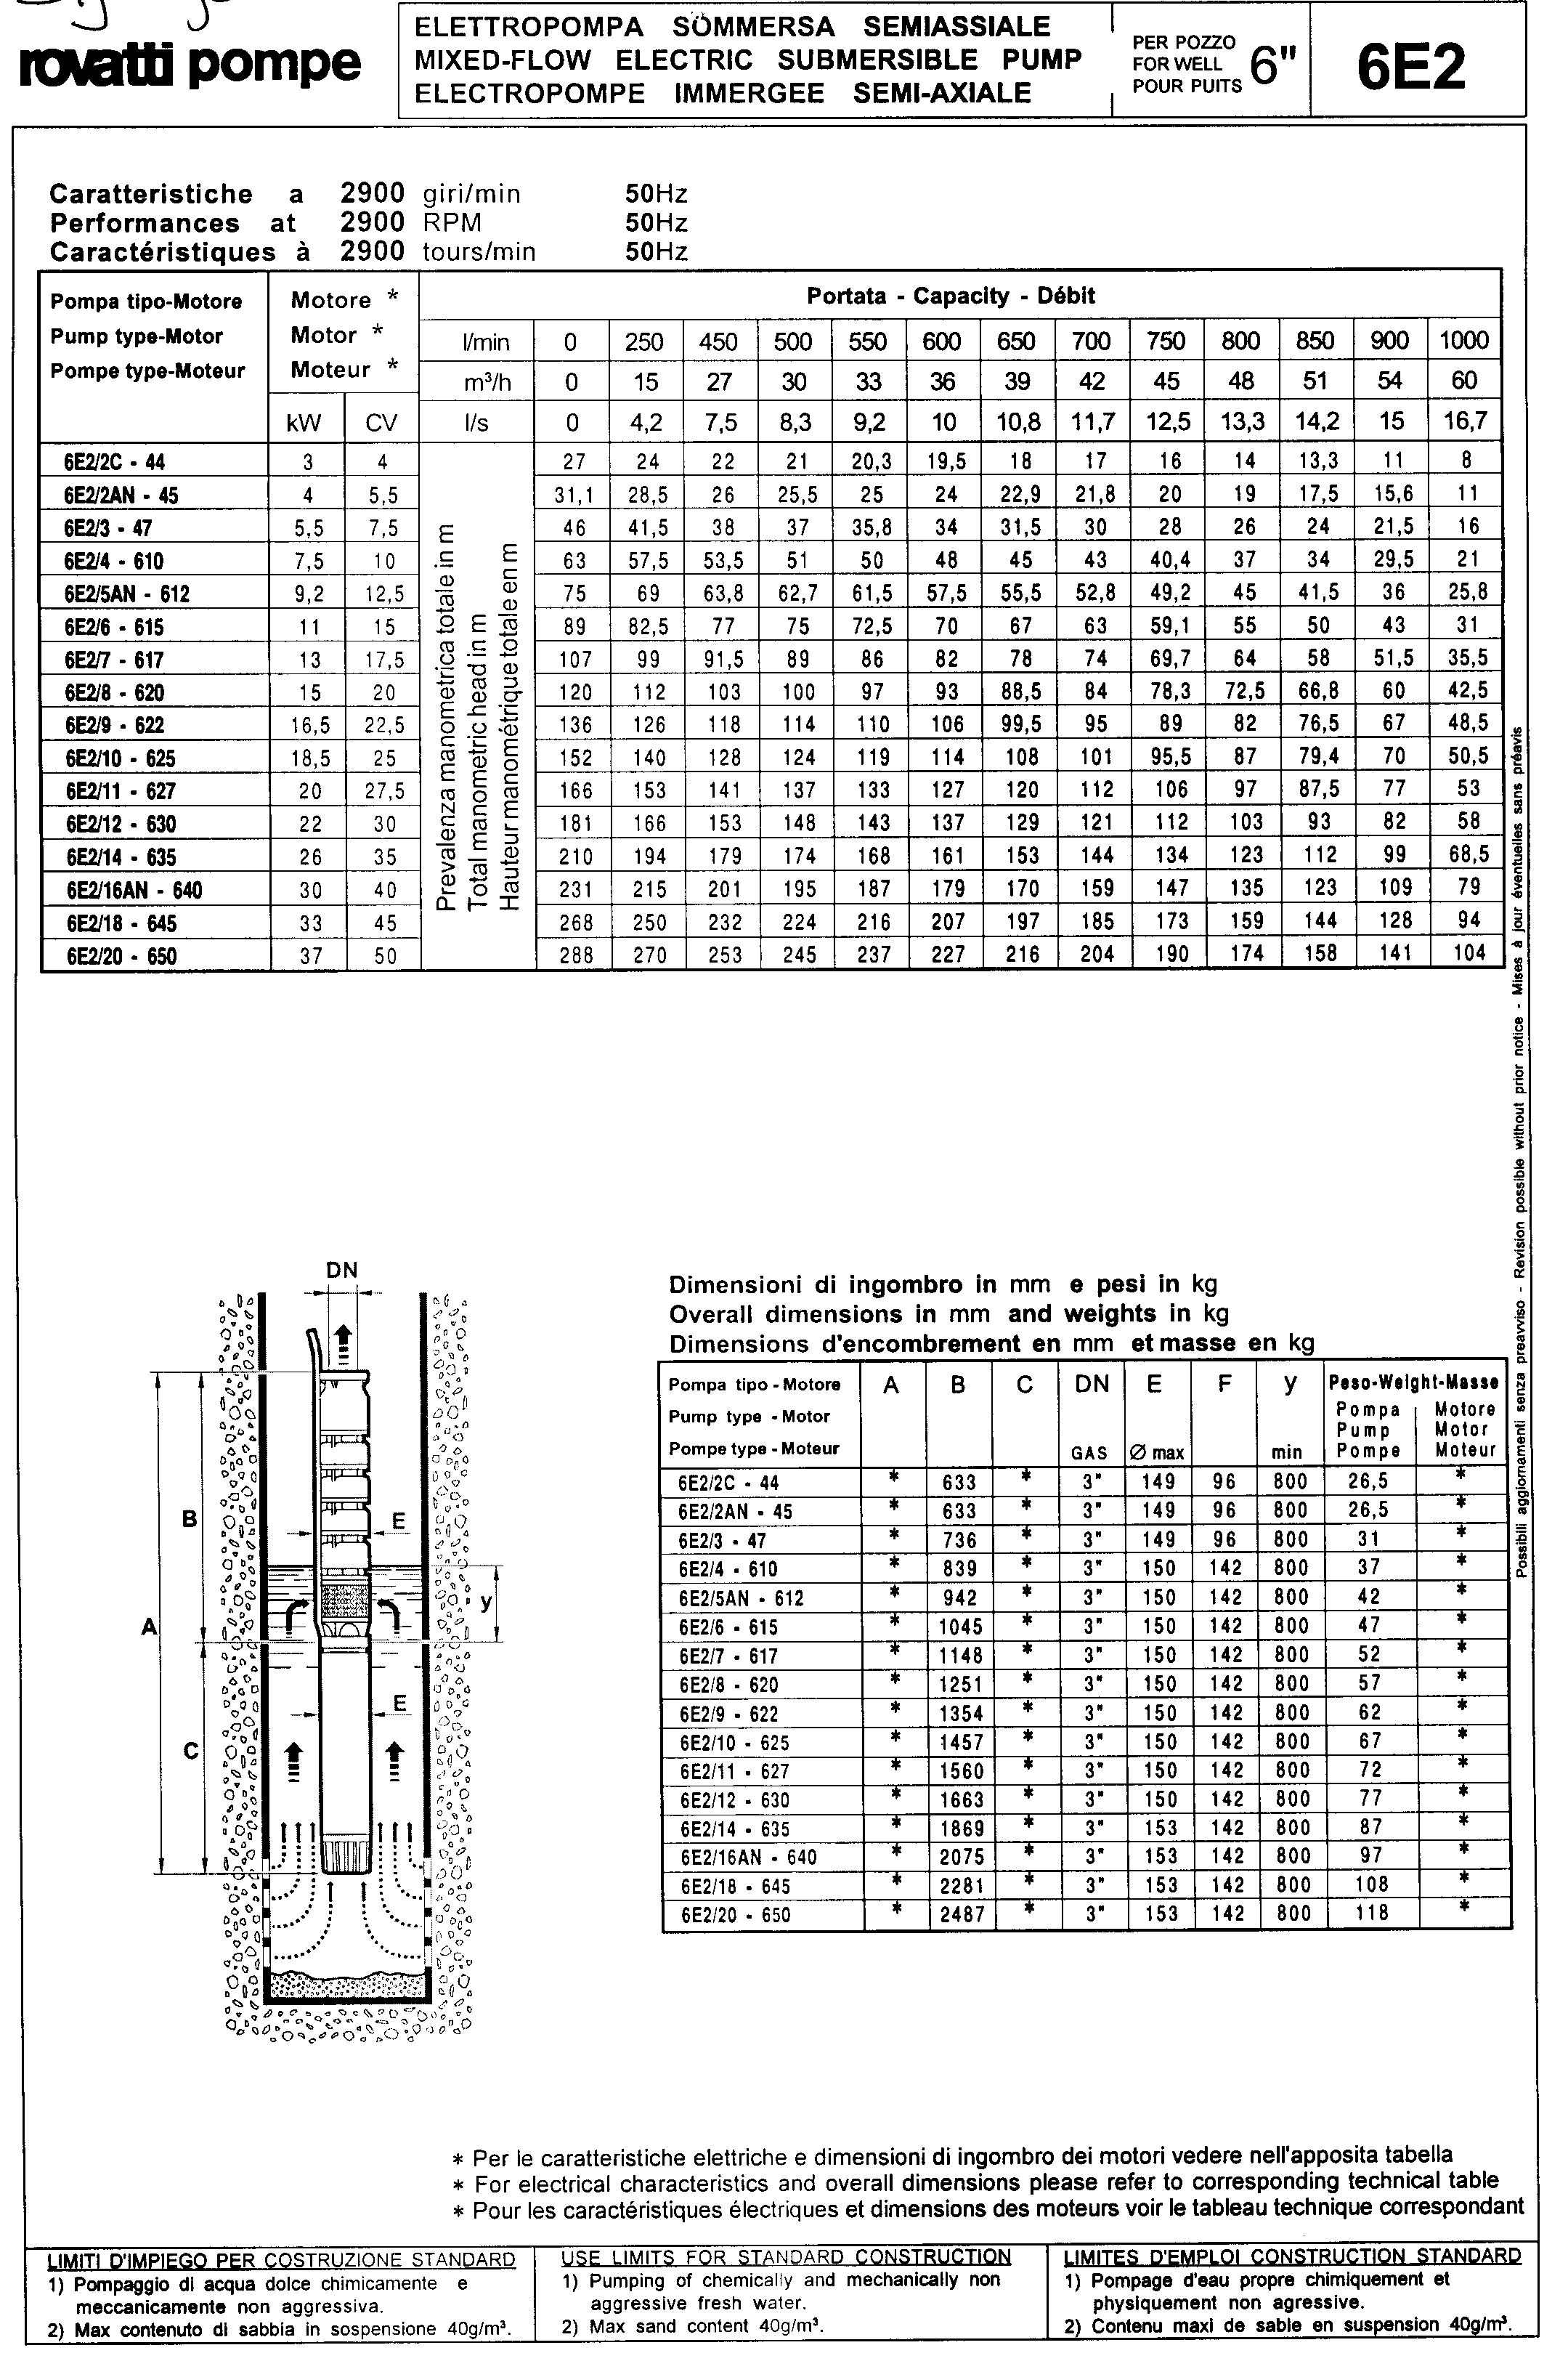 rovatti pompe
ELETTROPOMPA SOMMERSA SEMIASSIALE
MIXED-FLOW ELECTRIC SUBMERSIBLE PUMP
ELECTROPOMPE IMMERGEE SEMI-AXIALE
PER POZZO
FOR WELL
POUR PUITS
6"
6E2
Caratteristiche a 2900 giri/min 50Hz
Performances at 2900 RPM 50Hz
Caractéristiques à 2900 tours/min 50Hz
Pompa tipo-Motore Motore * Portata - Capacity - Débit
Pump type-Motor Motor * l/min 0 250 450 500 550 600 650 700 750 800 850 900 1000
Pompe type-Moteur Moteur * m³/h 0 15 27 30 33 36 39 42 45 48 51 54 60
kW CV l/s 0 4,2 7,5 8,3 9,2 10 10,8 11,7 12,5 13,3 14,2 15 16,7
Prevalenza manometrica totale in m
Total manometric head in m
Hauteur manométrique totale en m
6E2/2C - 44 3 4 27 24 22 21 20,3 19,5 18 17 16 14 13,3 11 8
6E2/2AN - 45 4 5,5 31,1 28,5 26 25,5 25 24 22,9 21,8 20 19 17,5 15,6 11
6E2/3 - 47 5,5 7,5 46 41,5 38 37 35,8 34 31,5 30 28 26 24 21,5 16
6E2/4 - 610 7,5 10 63 57,5 53,5 51 50 48 45 43 40,4 37 34 29,5 21
6E2/5AN - 612 9,2 12,5 75 69 63,8 62,7 61,5 57,5 55,5 52,8 49,2 45 41,5 36 25,8
6E2/6 - 615 11 15 89 82,5 77 75 72,5 70 67 63 59,1 55 50 43 31
6E2/7 - 617 13 17,5 107 99 91,5 89 86 82 78 74 69,7 64 58 51,5 35,5
6E2/8 - 620 15 20 120 112 103 100 97 93 88,5 84 78,3 72,5 66,8 60 42,5
6E2/9 - 622 16,5 22,5 136 126 118 114 110 106 99,5 95 89 82 76,5 67 48,5
6E2/10 - 625 18,5 25 152 140 128 124 119 114 108 101 95,5 87 79,4 70 50,5
6E2/11 - 627 20 27,5 166 153 141 137 133 127 120 112 106 97 87,5 77 53
6E2/12 - 630 22 30 181 166 153 148 143 137 129 121 112 103 93 82 58
6E2/14 - 635 26 35 210 194 179 174 168 161 153 144 134 123 112 99 68,5
6E2/16AN - 640 30 40 231 215 201 195 187 179 170 159 147 135 123 109 79
6E2/18 - 645 33 45 268 250 232 224 216 207 197 185 173 159 144 128 94
6E2/20 - 650 37 50 288 270 253 245 237 227 216 204 190 174 158 141 104
Possibili aggiornamenti senza preavviso - Revision possible without prior notice - Mises à jour éventuelles sans préavis
DN
B
E
A
y
E
C
Dimensioni di ingombro in mm e pesi in kg
Overall dimensions in mm and weights in kg
Dimensions d'encombrement en mm et masse en kg
Pompa tipo - Motore A B C DN E F y Peso-Weight-Masse
Pump type - Motor Pompa Motore
Pump Motor
Pompe type - Moteur GAS Ø max min Pompe Moteur
6E2/2C - 44 * 633 * 3" 149 96 800 26,5 *
6E2/2AN - 45 * 633 * 3" 149 96 800 26,5 *
6E2/3 - 47 * 736 * 3" 149 96 800 31 *
6E2/4 - 610 * 839 * 3" 150 142 800 37 *
6E2/5AN - 612 * 942 * 3" 150 142 800 42 *
6E2/6 - 615 * 1045 * 3" 150 142 800 47 *
6E2/7 - 617 * 1148 * 3" 150 142 800 52 *
6E2/8 - 620 * 1251 * 3" 150 142 800 57 *
6E2/9 - 622 * 1354 * 3" 150 142 800 62 *
6E2/10 - 625 * 1457 * 3" 150 142 800 67 *
6E2/11 - 627 * 1560 * 3" 150 142 800 72 *
6E2/12 - 630 * 1663 * 3" 150 142 800 77 *
6E2/14 - 635 * 1869 * 3" 153 142 800 87 *
6E2/16AN - 640 * 2075 * 3" 153 142 800 97 *
6E2/18 - 645 * 2281 * 3" 153 142 800 108 *
6E2/20 - 650 * 2487 * 3" 153 142 800 118 *
* Per le caratteristiche elettriche e dimensioni di ingombro dei motori vedere nell'apposita tabella
* For electrical characteristics and overall dimensions please refer to corresponding technical table
* Pour les caractéristiques électriques et dimensions des moteurs voir le tableau technique correspondant
LIMITI D'IMPIEGO PER COSTRUZIONE STANDARD
1) Pompaggio di acqua dolce chimicamente e
meccanicamente non aggressiva.
2) Max contenuto di sabbia in sospensione 40g/m³.
USE LIMITS FOR STANDARD CONSTRUCTION
1) Pumping of chemically and mechanically non
aggressive fresh water.
2) Max sand content 40g/m³.
LIMITES D'EMPLOI CONSTRUCTION STANDARD
1) Pompage d'eau propre chimiquement et
physiquement non agressive.
2) Contenu maxi de sable en suspension 40g/m³.